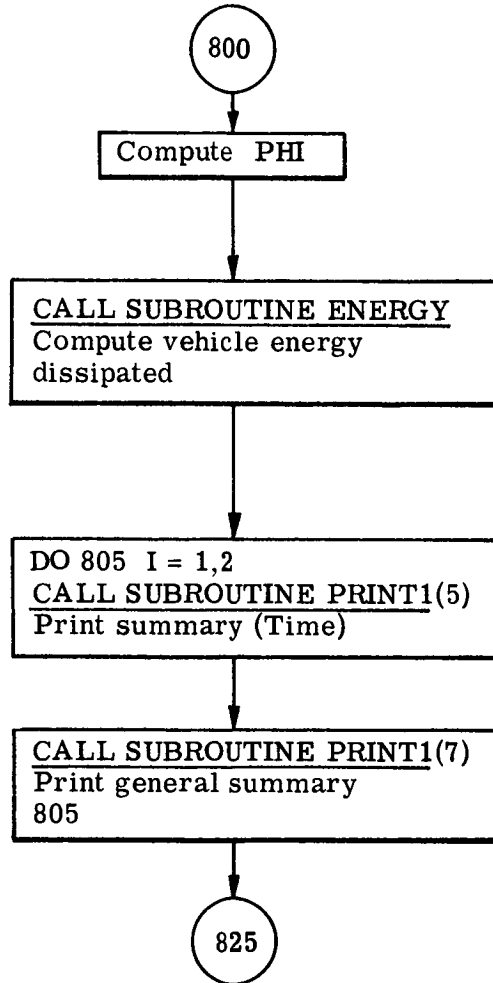 800
Compute PHI
CALL SUBROUTINE ENERGY
Compute vehicle energy
dissipated
DO 805 I = 1,2
CALL SUBROUTINE PRINT1(5)
Print summary (Time)
CALL SUBROUTINE PRINT1(7)
Print general summary
805
825